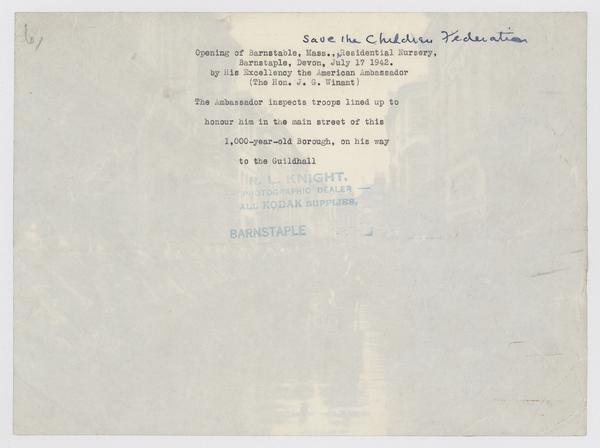 6)
Save the Children Federation
Opening of Barnstable, Mass., Residential Nursery,
Barnstaple, Devon, July 17 1942.
by His Excellency the American Ambassador
(The Hon. J. G. Winant)
The Ambassador inspects troops lined up to
honour him in the main street of this
1,000-year-old Borough, on his way
to the Guildhall
R. L. KNIGHT,
PHOTOGRAPHIC DEALER
ALL KODAK SUPPLIES,
BARNSTAPLE